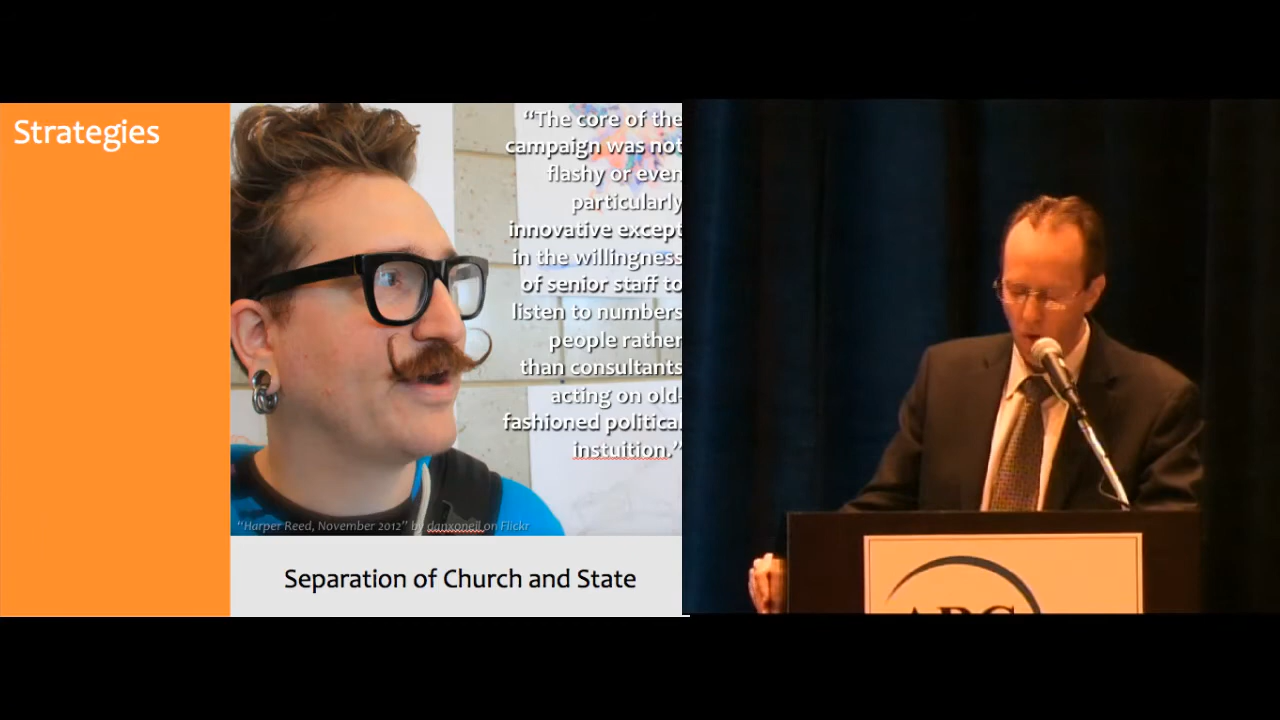 Strategies
“The core of the
campaign was not
flashy or even
particularly
innovative except
in the willingness
of senior staff to
listen to numbers
people rather
than consultants
acting on old-
fashioned political
instuition.”
“Harper Reed, November 2012” by danxoneil on Flickr
Separation of Church and State